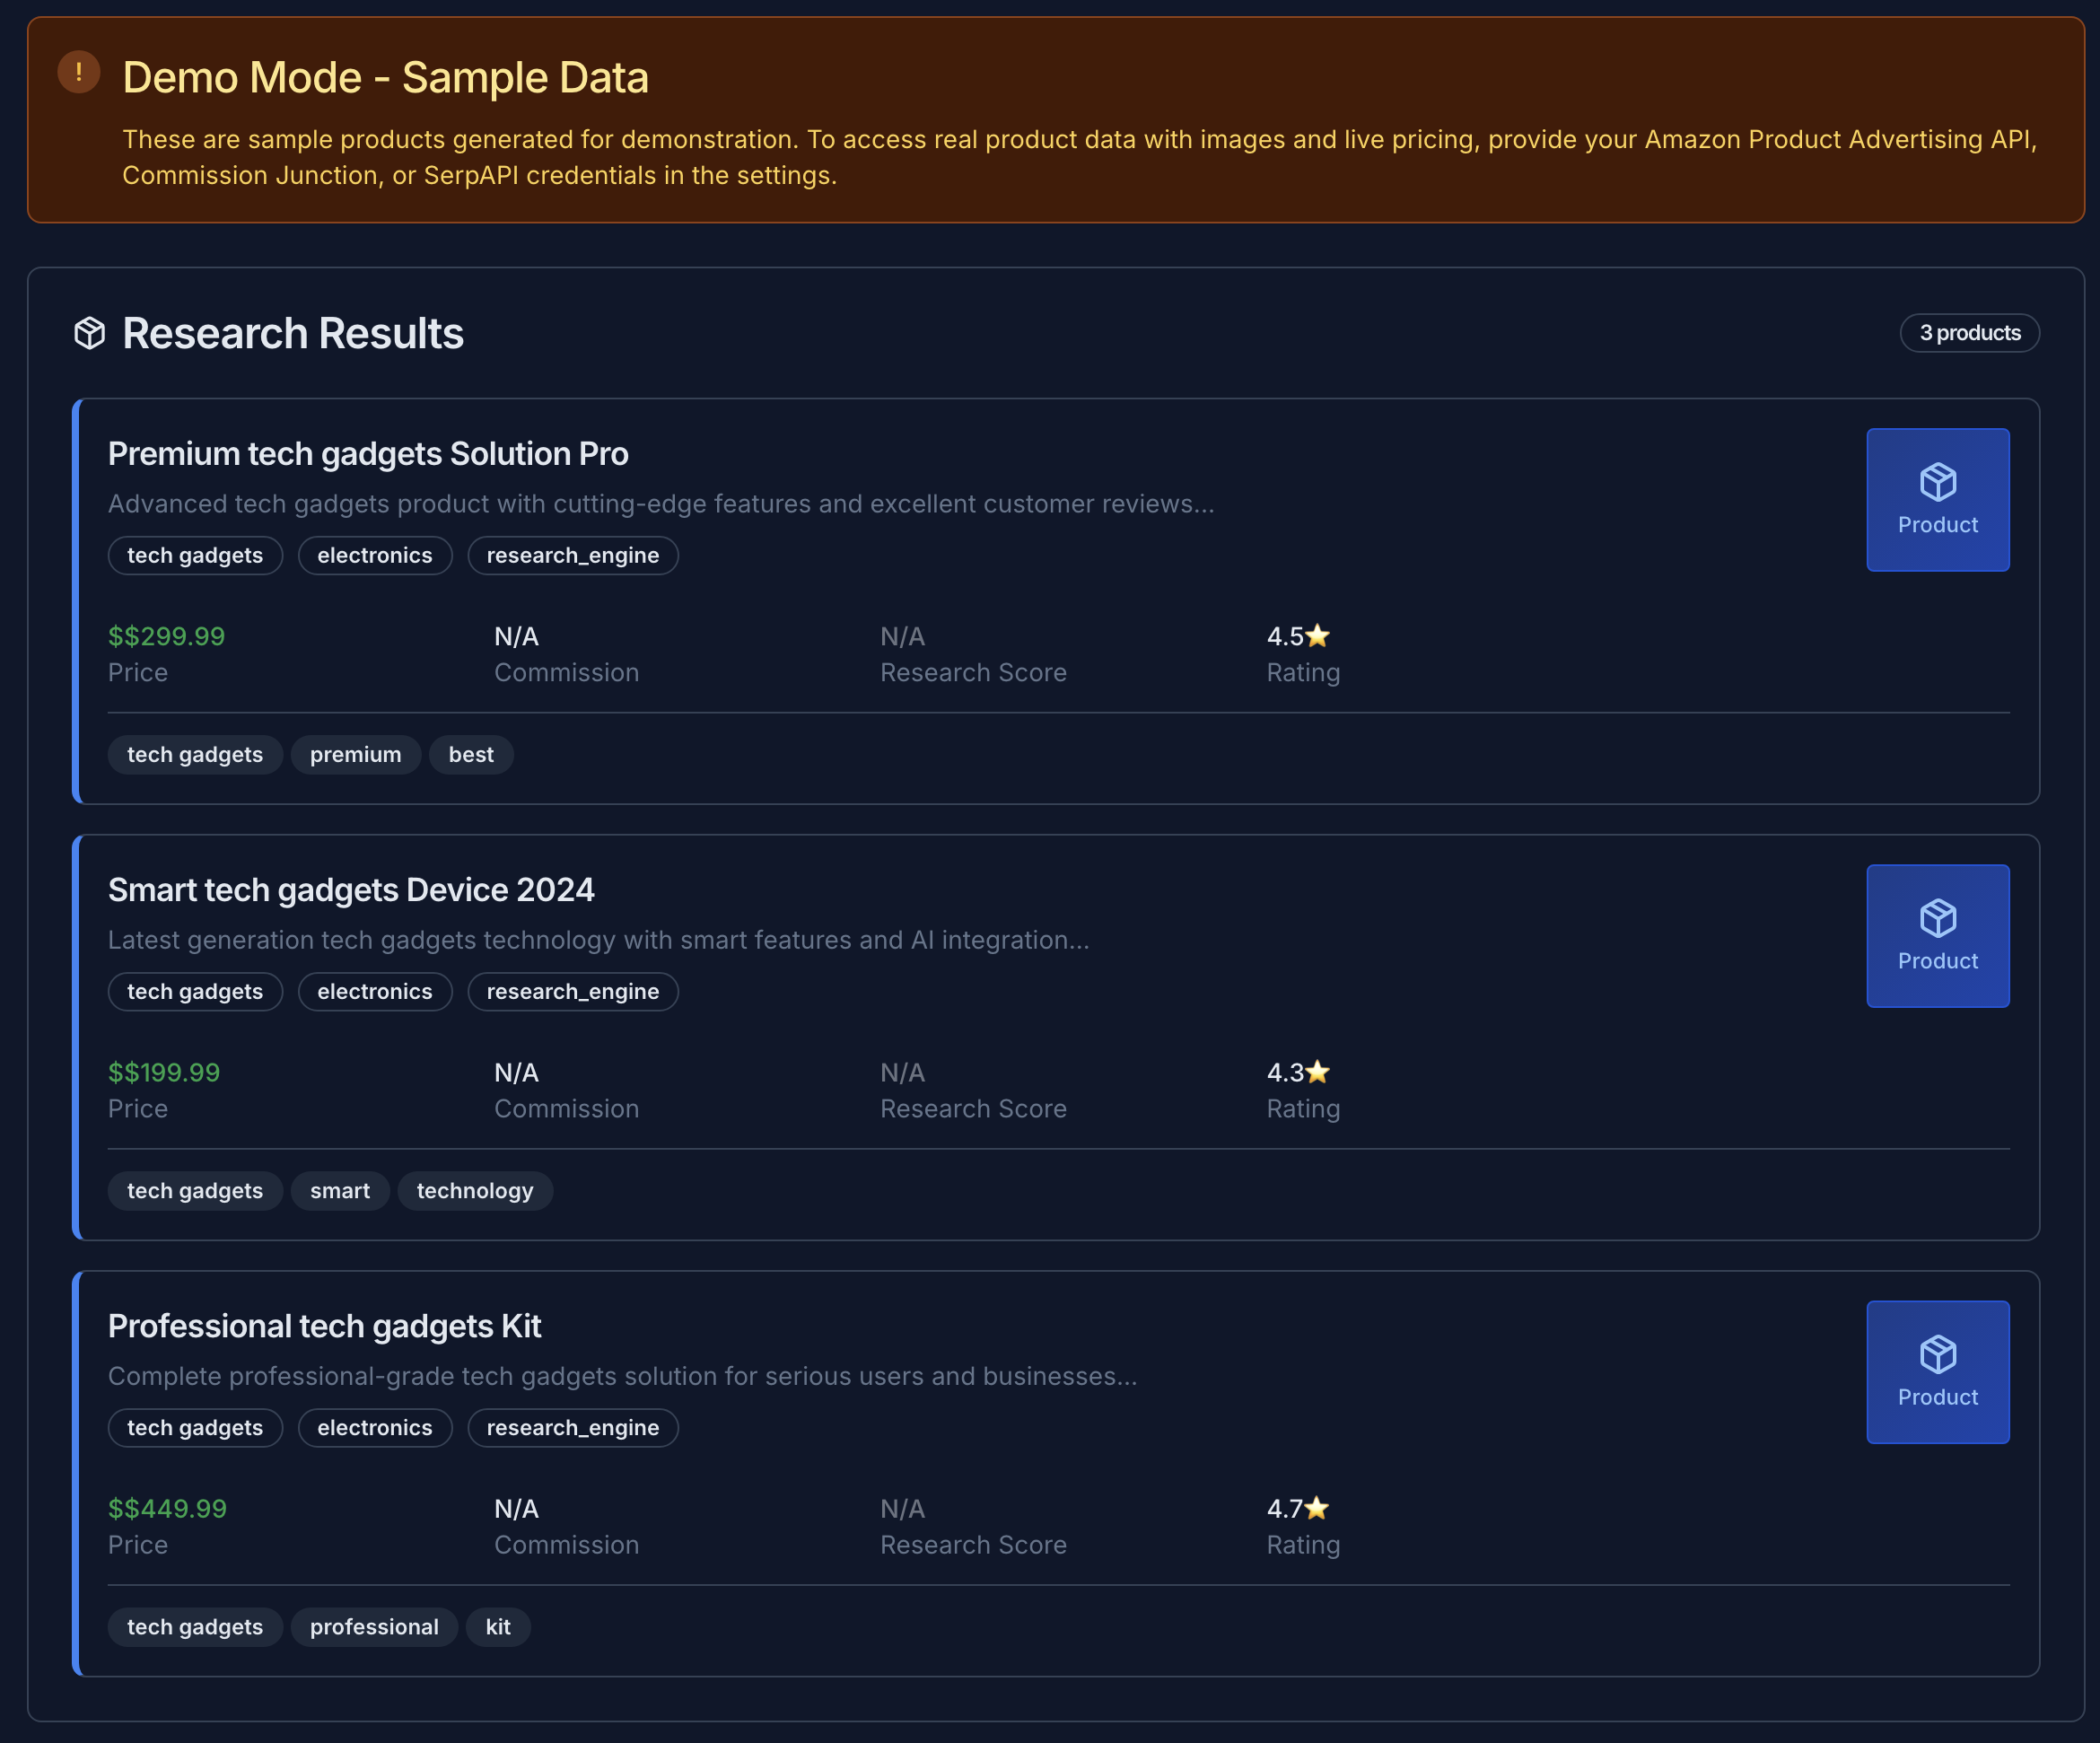 !
Demo Mode - Sample Data
These are sample products generated for demonstration. To access real product data with images and live pricing, provide your Amazon Product Advertising API,
Commission Junction, or SerpAPI credentials in the settings.
Research Results
3 products
Premium tech gadgets Solution Pro
Advanced tech gadgets product with cutting-edge features and excellent customer reviews...
tech gadgets electronics research_engine
Product
$$299.99 N/A N/A 4.5⭐
Price Commission Research Score Rating
tech gadgets premium best
Smart tech gadgets Device 2024
Latest generation tech gadgets technology with smart features and AI integration...
tech gadgets electronics research_engine
Product
$$199.99 N/A N/A 4.3⭐
Price Commission Research Score Rating
tech gadgets smart technology
Professional tech gadgets Kit
Complete professional-grade tech gadgets solution for serious users and businesses...
tech gadgets electronics research_engine
Product
$$449.99 N/A N/A 4.7⭐
Price Commission Research Score Rating
tech gadgets professional kit